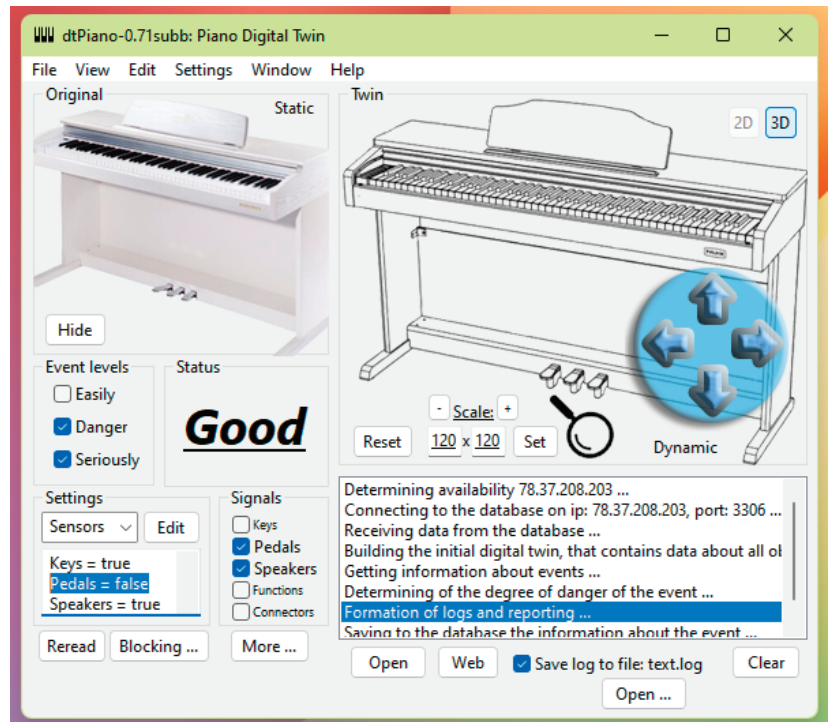 dtPiano-0.71subb: Piano Digital Twin
File View Edit Settings Window Help
Original
Static
Hide
Twin
2D 3D
- Scale: +
Reset 120 x 120 Set
Dynamic
Event levels
Easily
Danger
Seriously
Status
Good
Settings
Sensors Edit
Keys = true
Pedals = false
Speakers = true
Reread Blocking ...
Signals
Keys
Pedals
Speakers
Functions
Connectors
More ...
Determining availability 78.37.208.203 ...
Connecting to the database on ip: 78.37.208.203, port: 3306 ...
Receiving data from the database ...
Building the initial digital twin, that contains data about all ol
Getting information about events ...
Determining of the degree of danger of the event ...
Formation of logs and reporting ...
Saving to the database the information about the event ...
Open Web Save log to file: text.log Clear
Open ...